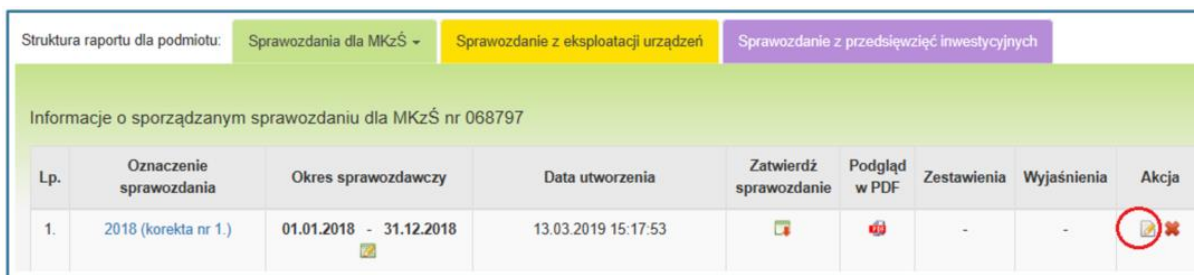 Struktura raportu dla podmiotu: Sprawozdania dla MKzŚ Sprawozdanie z eksploatacji urządzeń Sprawozdanie z przedsięwzięć inwestycyjnych
Informacje o sporządzanym sprawozdaniu dla MKzŚ nr 068797
Lp. Oznaczenie sprawozdania Okres sprawozdawczy Data utworzenia Zatwierdź sprawozdanie Podgląd w PDF Zestawienia Wyjaśnienia Akcja
1. 2018 (korekta nr 1.) 01.01.2018 - 31.12.2018 13.03.2019 15:17:53 - -